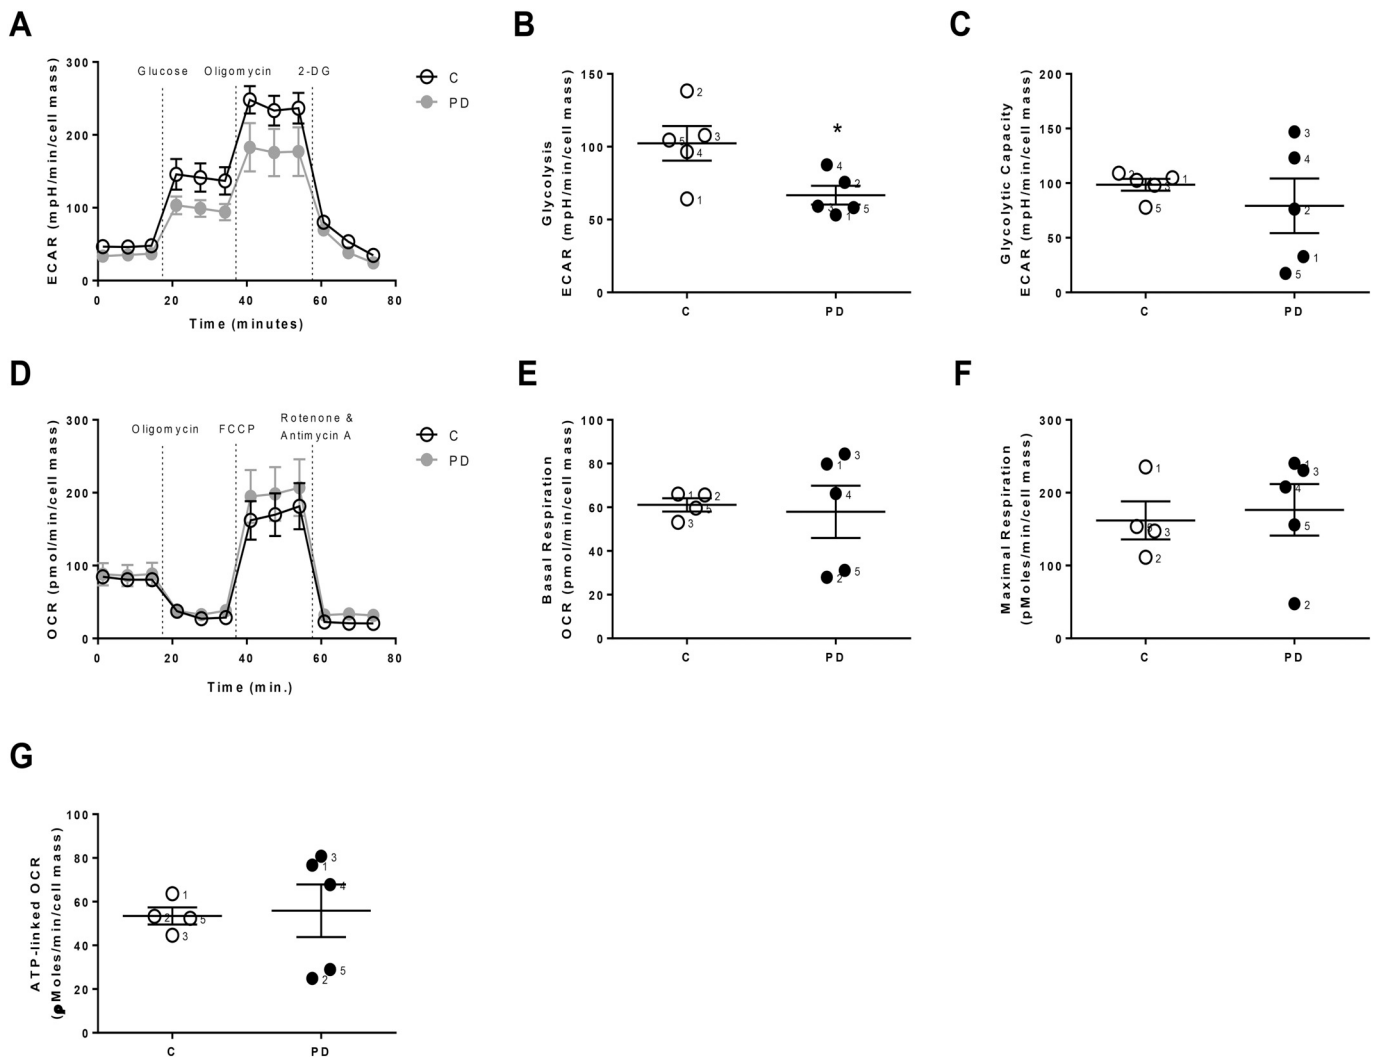 A
ECAR (mpH/min/cell mass)
300
200
100
0
Glucose
Oligomycin
2-DG
C
PD
0
20
40
60
80
Time (minutes)
B
Glycolysis
ECAR (mpH/min/cell mass)
150
100
50
0
2
5
3
4
1
*
4
2
3
5
1
C
PD
C
Glycolytic Capacity
ECAR (mpH/min/cell mass)
200
150
100
50
0
2
1
3
5
3
4
2
1
5
C
PD
D
OCR (pmol/min/cell mass)
300
200
100
0
Oligomycin
FCCP
Rotenone &
Antimycin A
C
PD
0
20
40
60
80
Time (min.)
E
Basal Respiration
OCR (pmol/min/cell mass)
100
80
60
40
20
0
1
2
5
3
3
1
4
5
2
C
PD
F
Maximal Respiration
(pMoles/min/cell mass)
300
200
100
0
1
5
3
2
1
3
4
5
2
C
PD
G
ATP-linked OCR
(pMoles/min/cell mass)
100
80
60
40
20
0
1
2
5
3
3
1
4
5
2
C
PD